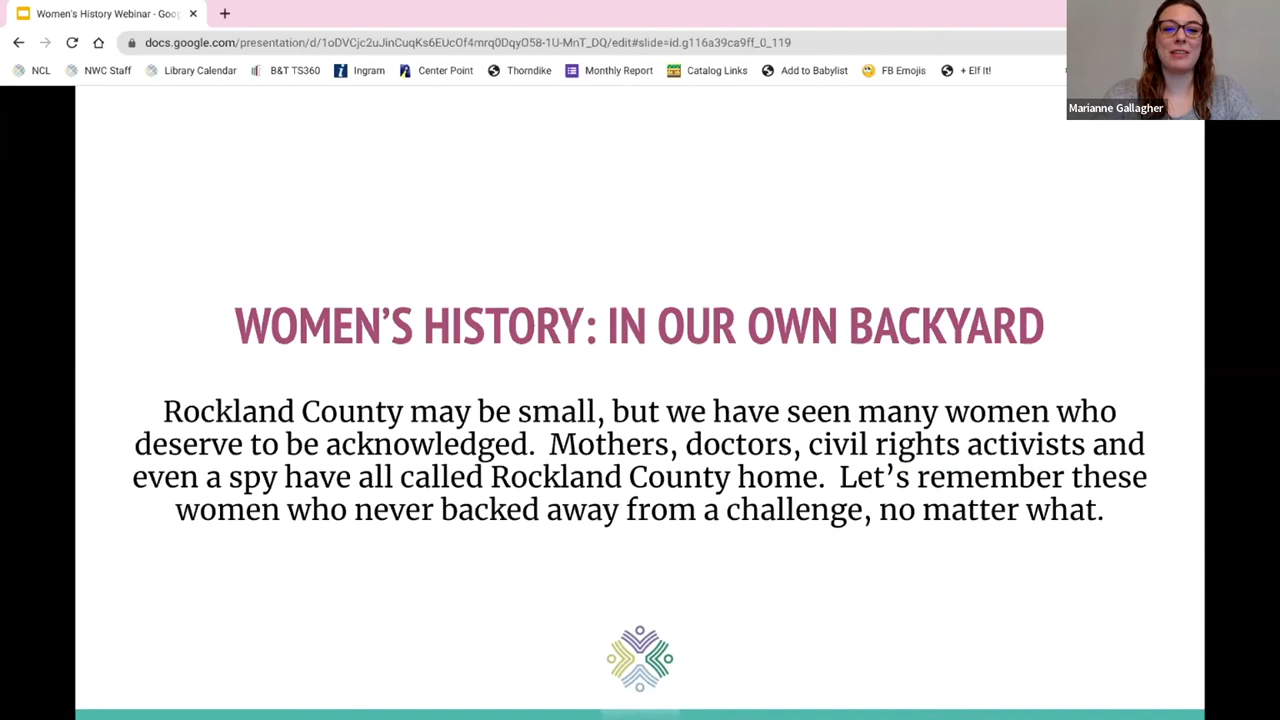 Women's History Webinar - Goo
docs.google.com/presentation/d/1oDVCjc2uJinCuqKs6EUcODMYq0DqyO58-1U-MnT_DQ/edit#slide=id.g116a39ca9ff_0_119
NCL NWC Staff Library Calendar B&T TS360 Ingram Center Point Thorndike Monthly Report Catalog Links Add to Babylist FB Emojis + Elf It!
Marianne Gallagher
WOMEN'S HISTORY: IN OUR OWN BACKYARD
Rockland County may be small, but we have seen many women who
deserve to be acknowledged. Mothers, doctors, civil rights activists and
even a spy have all called Rockland County home. Let's remember these
women who never backed away from a challenge, no matter what.